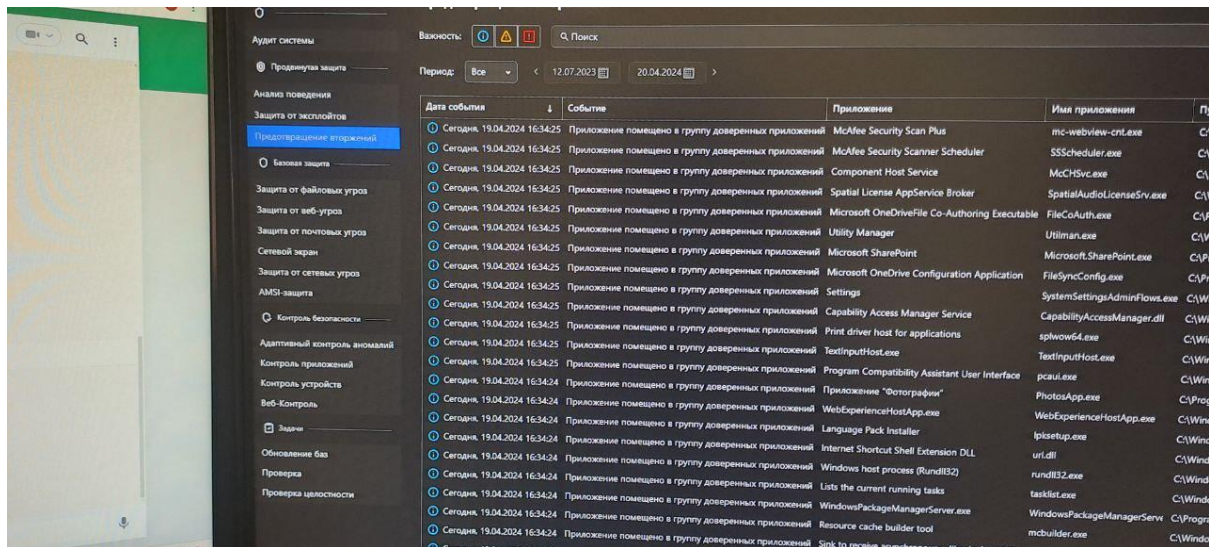 Аудит системы
Продвинутая защита
Анализ поведения
Защита от эксплойтов
Предотвращение вторжений
Базовая защита
Защита от файловых угроз
Защита от веб-угроз
Защита от почтовых угроз
Сетевой экран
Защита от сетевых угроз
AMSI-защита
Контроль безопасности
Адаптивный контроль аномалий
Контроль приложений
Контроль устройств
Веб-Контроль
Задачи
Обновление баз
Проверка
Проверка целостности
Важность: Поиск
Период: Все 12.07.2023 20.04.2024
Дата события Событие Приложение Имя приложения
Сегодня, 19.04.2024 16:34:25 Приложение помещено в группу доверенных приложений McAfee Security Scan Plus mc-webview-cnt.exe
Сегодня, 19.04.2024 16:34:25 Приложение помещено в группу доверенных приложений McAfee Security Scanner Scheduler SSScheduler.exe
Сегодня, 19.04.2024 16:34:25 Приложение помещено в группу доверенных приложений Component Host Service McCHSvc.exe
Сегодня, 19.04.2024 16:34:25 Приложение помещено в группу доверенных приложений Spatial License AppService Broker SpatialAudioLicenseSrv.exe
Сегодня, 19.04.2024 16:34:25 Приложение помещено в группу доверенных приложений Microsoft OneDriveFile Co-Authoring Executable FileCoAuth.exe
Сегодня, 19.04.2024 16:34:25 Приложение помещено в группу доверенных приложений Utility Manager Utilman.exe
Сегодня, 19.04.2024 16:34:25 Приложение помещено в группу доверенных приложений Microsoft SharePoint Microsoft.SharePoint.exe
Сегодня, 19.04.2024 16:34:25 Приложение помещено в группу доверенных приложений Microsoft OneDrive Configuration Application FileSyncConfig.exe
Сегодня, 19.04.2024 16:34:25 Приложение помещено в группу доверенных приложений Settings SystemSettingsAdminFlows.exe
Сегодня, 19.04.2024 16:34:25 Приложение помещено в группу доверенных приложений Capability Access Manager Service CapabilityAccessManager.dll
Сегодня, 19.04.2024 16:34:25 Приложение помещено в группу доверенных приложений Print driver host for applications splwow64.exe
Сегодня, 19.04.2024 16:34:25 Приложение помещено в группу доверенных приложений TextInputHost.exe TextInputHost.exe
Сегодня, 19.04.2024 16:34:25 Приложение помещено в группу доверенных приложений Program Compatibility Assistant User Interface pcaui.exe
Сегодня, 19.04.2024 16:34:24 Приложение помещено в группу доверенных приложений Приложение "Фотографии" PhotosApp.exe
Сегодня, 19.04.2024 16:34:24 Приложение помещено в группу доверенных приложений WebExperienceHostApp.exe WebExperienceHostApp.exe
Сегодня, 19.04.2024 16:34:24 Приложение помещено в группу доверенных приложений Language Pack Installer lpksetup.exe
Сегодня, 19.04.2024 16:34:24 Приложение помещено в группу доверенных приложений Internet Shortcut Shell Extension DLL url.dll
Сегодня, 19.04.2024 16:34:24 Приложение помещено в группу доверенных приложений Windows host process (Rundll32) rundll32.exe
Сегодня, 19.04.2024 16:34:24 Приложение помещено в группу доверенных приложений Lists the current running tasks tasklist.exe
Сегодня, 19.04.2024 16:34:24 Приложение помещено в группу доверенных приложений WindowsPackageManagerServer.exe WindowsPackageManagerServe
Сегодня, 19.04.2024 16:34:24 Приложение помещено в группу доверенных приложений Resource cache builder tool mcbuilder.exe